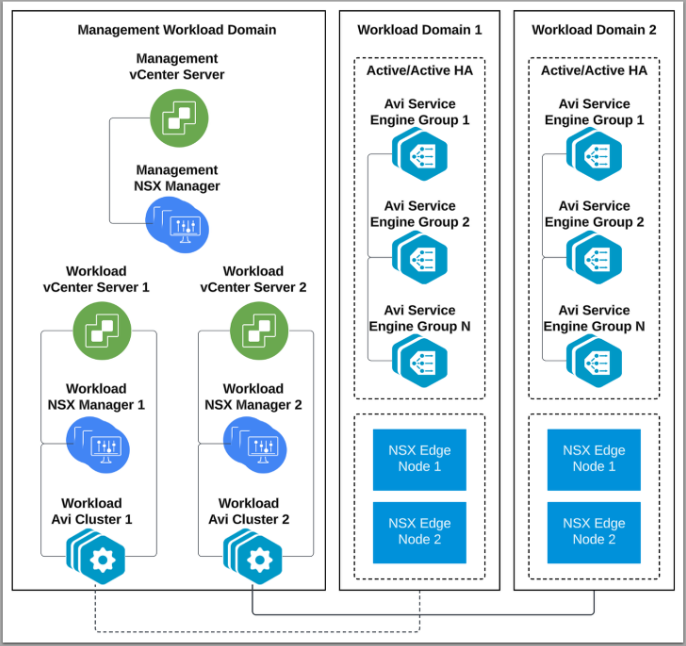 Management Workload Domain
Management
vCenter Server
Management
NSX Manager
Workload
vCenter Server 1
Workload
vCenter Server 2
Workload
NSX Manager 1
Workload
NSX Manager 2
Workload
Avi Cluster 1
Workload
Avi Cluster 2
Workload Domain 1
Active/Active HA
Avi Service
Engine Group 1
Avi Service
Engine Group 2
Avi Service
Engine Group N
NSX Edge
Node 1
NSX Edge
Node 2
Workload Domain 2
Active/Active HA
Avi Service
Engine Group 1
Avi Service
Engine Group 2
Avi Service
Engine Group N
NSX Edge
Node 1
NSX Edge
Node 2